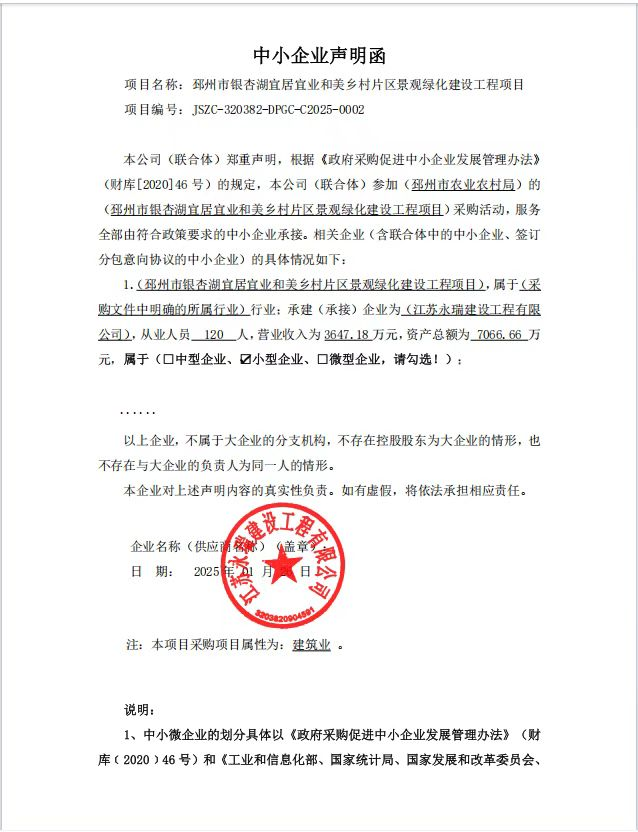 中小企业声明函
项目名称：邳州市银杏湖宜居宜业和美乡村片区景观绿化建设工程项目
项目编号：JSZC-320382-DPGC-C2025-0002
本公司（联合体）郑重声明，根据《政府采购促进中小企业发展管理办法》
（财库[2020]46 号）的规定，本公司（联合体）参加（邳州市农业农村局）的
（邳州市银杏湖宜居宜业和美乡村片区景观绿化建设工程项目）采购活动，服务
全部由符合政策要求的中小企业承接。相关企业（含联合体中的中小企业、签订
分包意向协议的中小企业）的具体情况如下：
1.（邳州市银杏湖宜居宜业和美乡村片区景观绿化建设工程项目），属于（采
购文件中明确的所属行业）行业；承建（承接）企业为（江苏永瑞建设工程有限
公司），从业人员 120 人，营业收入为 3647.18 万元，资产总额为 7066.66 万
元，属于（☐中型企业、☑小型企业、☐微型企业，请勾选！）；
......
以上企业，不属于大企业的分支机构，不存在控股股东为大企业的情形，也
不存在与大企业的负责人为同一人的情形。
本企业对上述声明内容的真实性负责。如有虚假，将依法承担相应责任。
企业名称（供应商名称）（盖章）：
日 期： 2025 年 01 月 日
江苏永瑞建设工程有限公司
3203820904591
注：本项目采购项目属性为：建筑业 。
说明：
1、中小微企业的划分具体以《政府采购促进中小企业发展管理办法》（财
库﹝2020﹞46 号）和《工业和信息化部、国家统计局、国家发展和改革委员会、